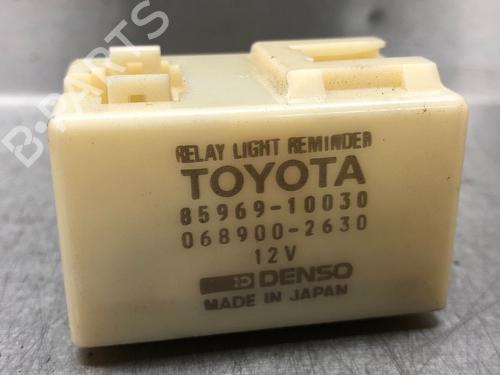 B-PARTS
RELAY LIGHT REMINDER
TOYOTA
85969-10030
068900-2630
12V
DENSO
MADE IN JAPAN